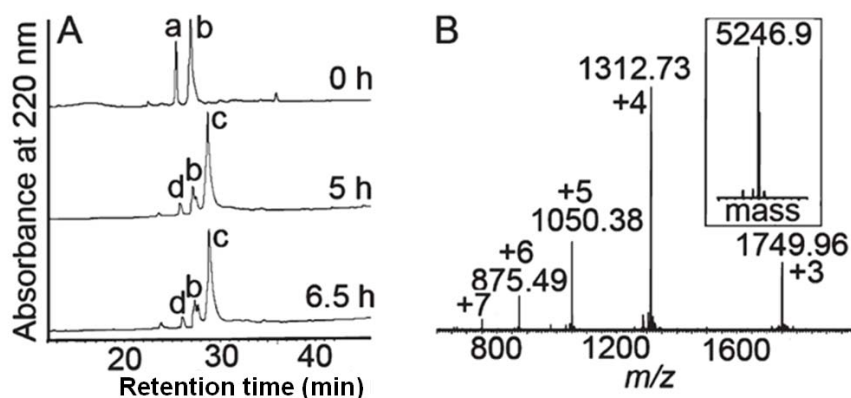 A
Absorbance at 220 nm
a b
0 h
c
d b
5 h
c
d b
6.5 h
20 30 40
Retention time (min)
B
5246.9
mass
1312.73
+4
+5
1050.38
+6
875.49
+7
1749.96
+3
800 1200 1600
m/z